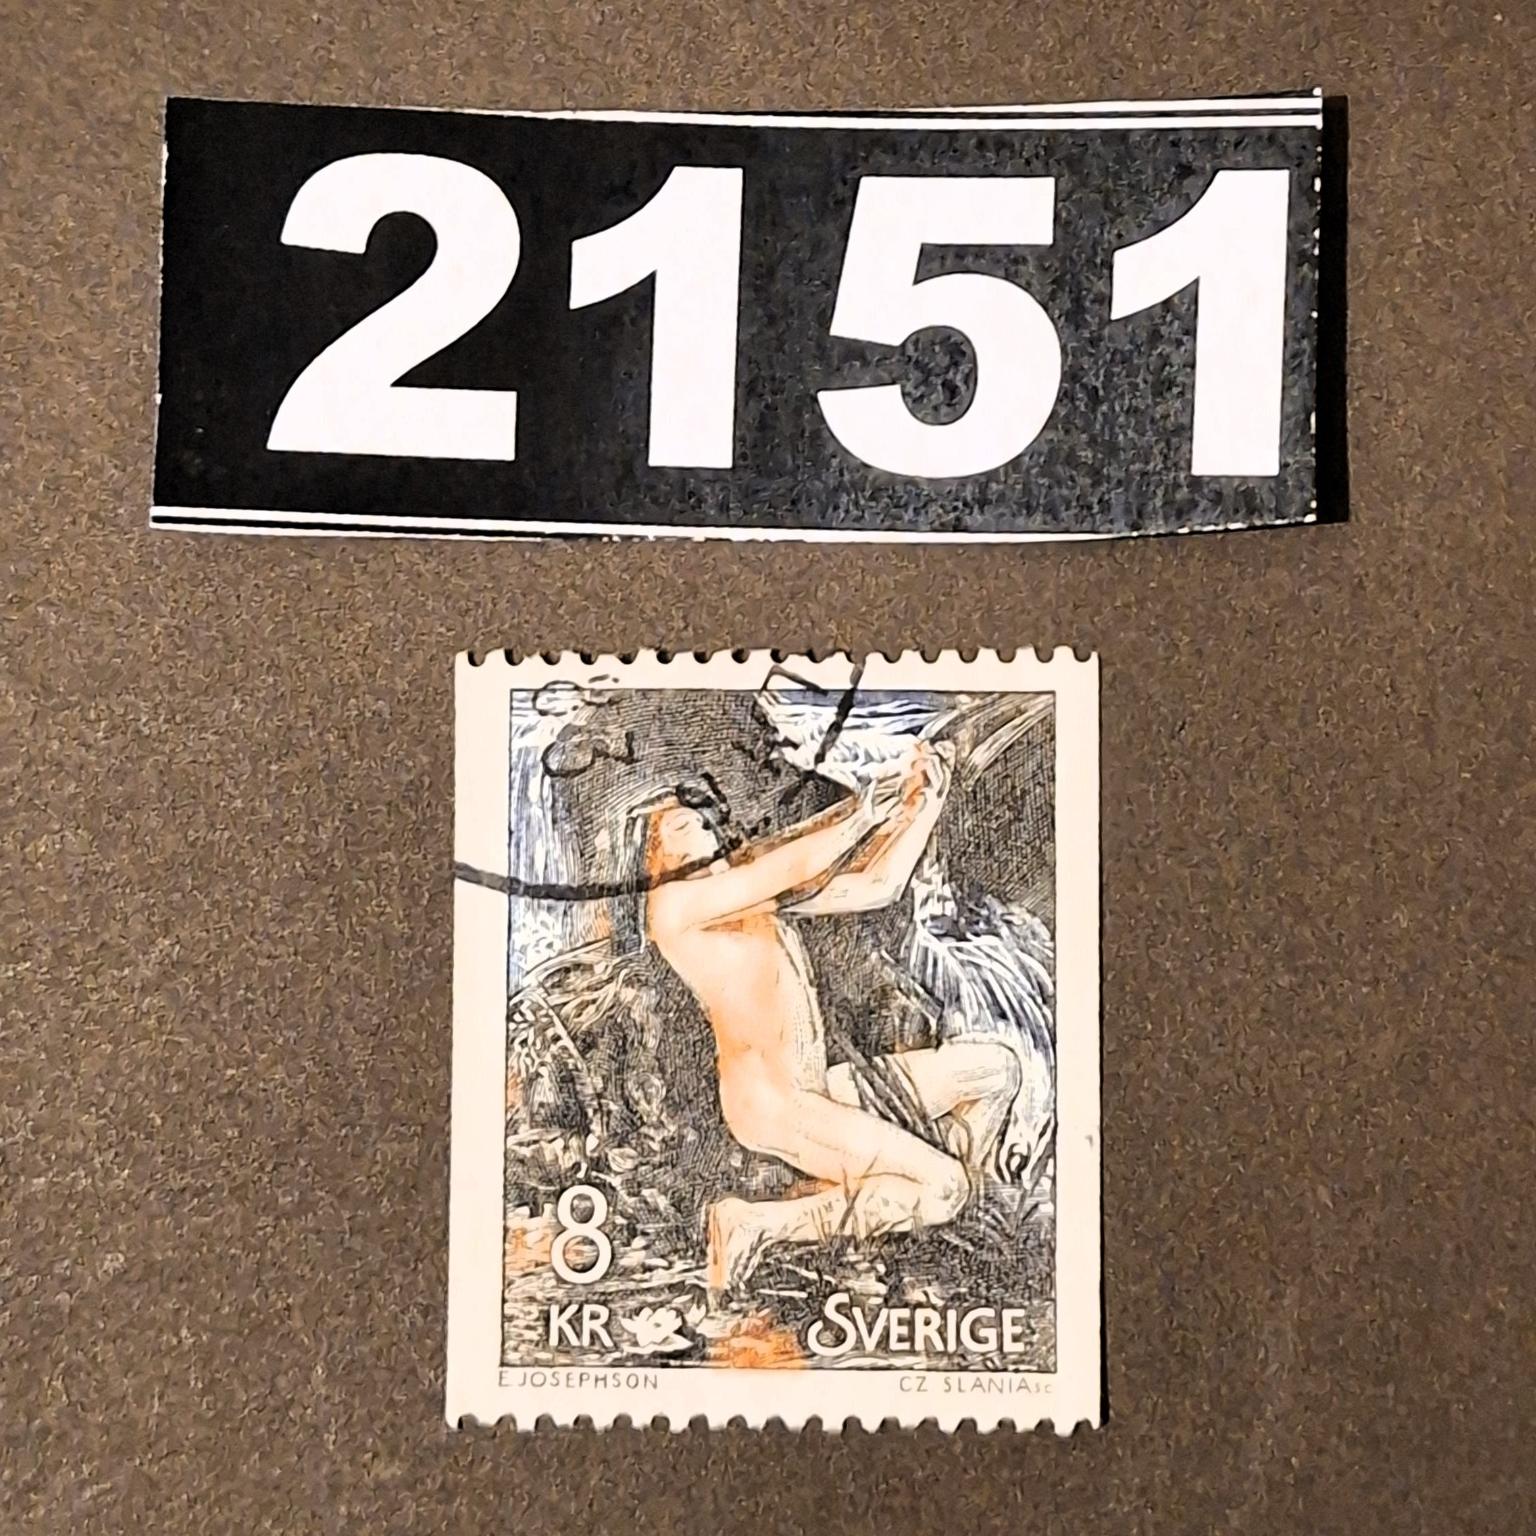 2151
8
KR SVERIGE
E JOSEPHSON CZ SLANIA SC